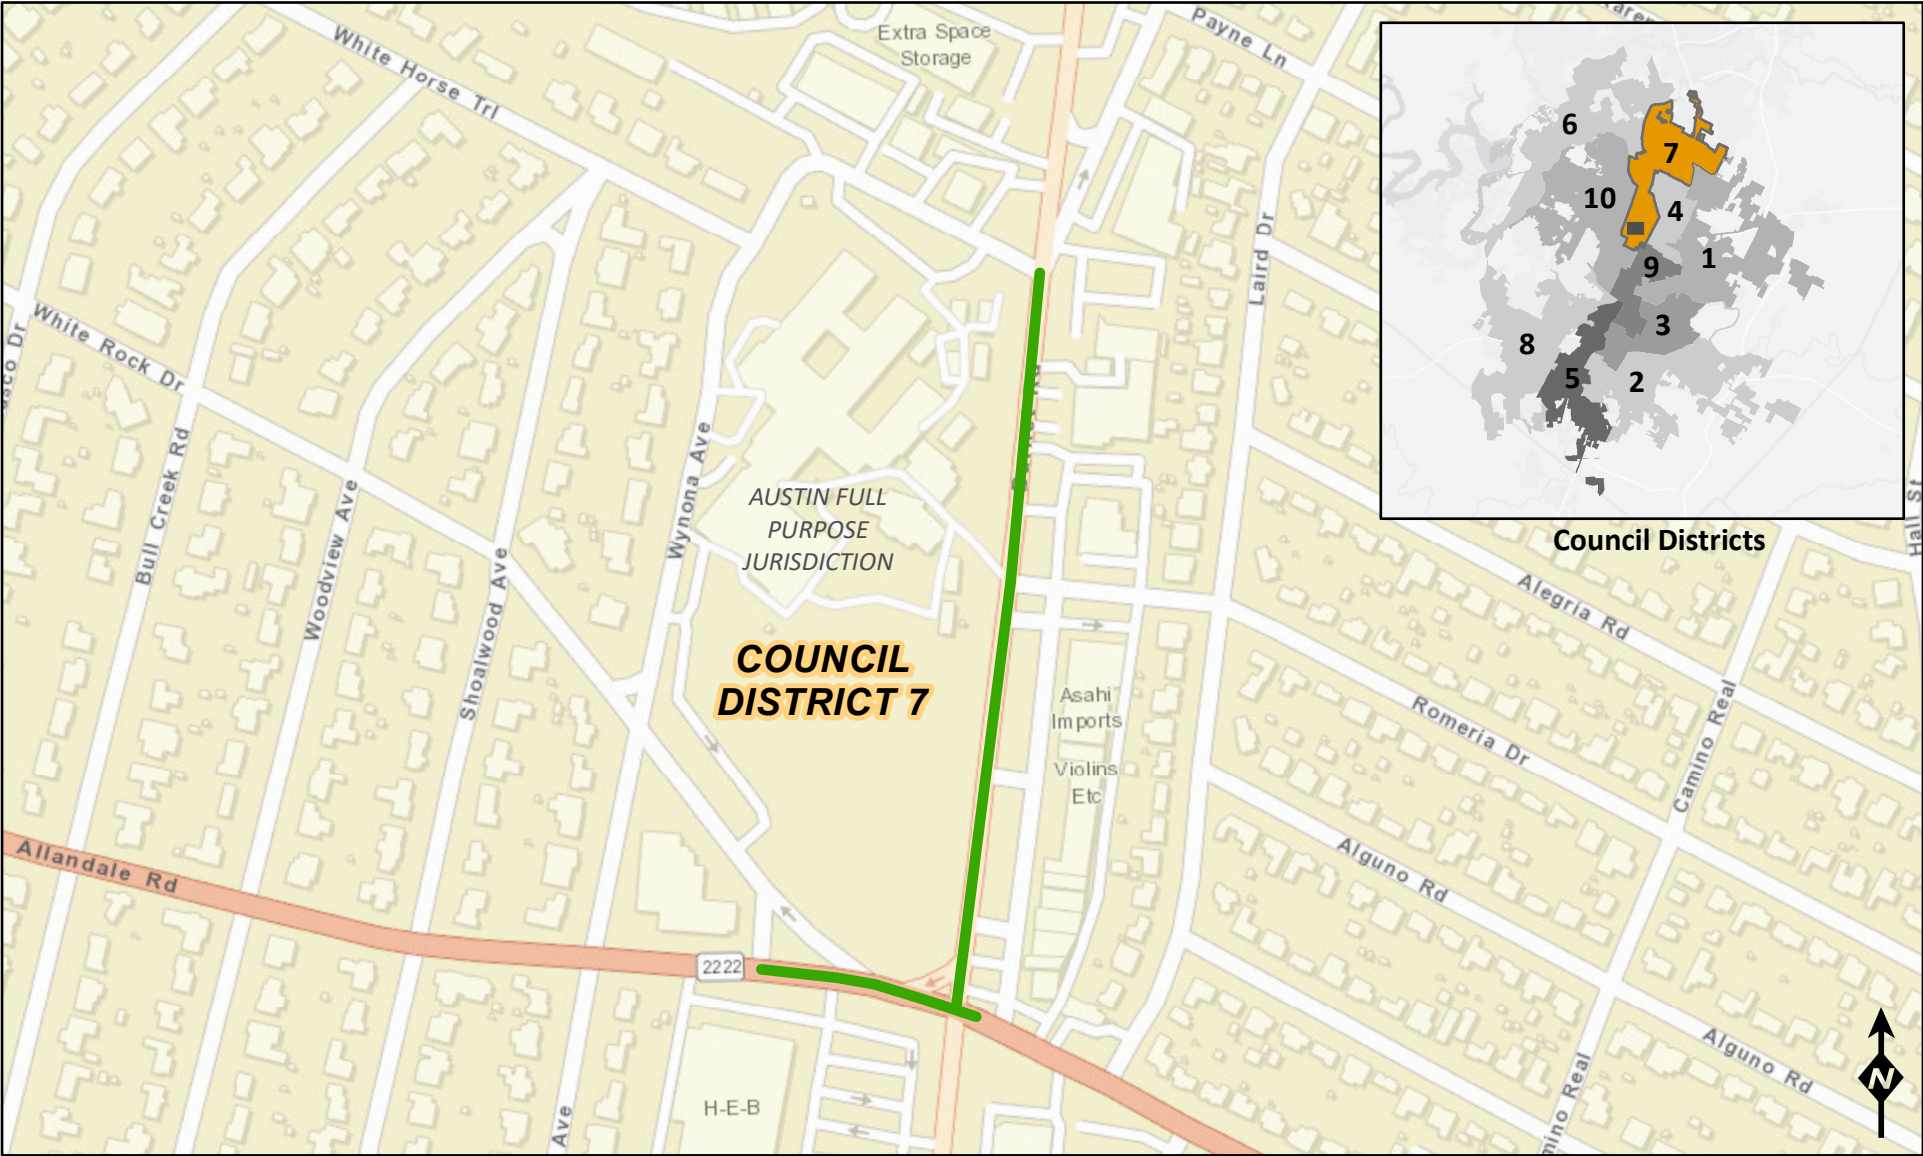 Extra Space
Storage
Payne Ln
White Horse Trl
6
7
10
4
1
9
3
8
5
2
Council Districts
Laird Dr
White Rock Dr
Bull Creek Rd
Woodview Ave
Shoalwood Ave
Wynona Ave
AUSTIN FULL
PURPOSE
JURISDICTION
COUNCIL
DISTRICT 7
Asahi
Imports
Violins
Etc
Hall St
Alegria Rd
Romeria Dr
Camino Real
Alguno Rd
Allandale Rd
2222
H-E-B
Ave
Alguno Rd
mino Real
N